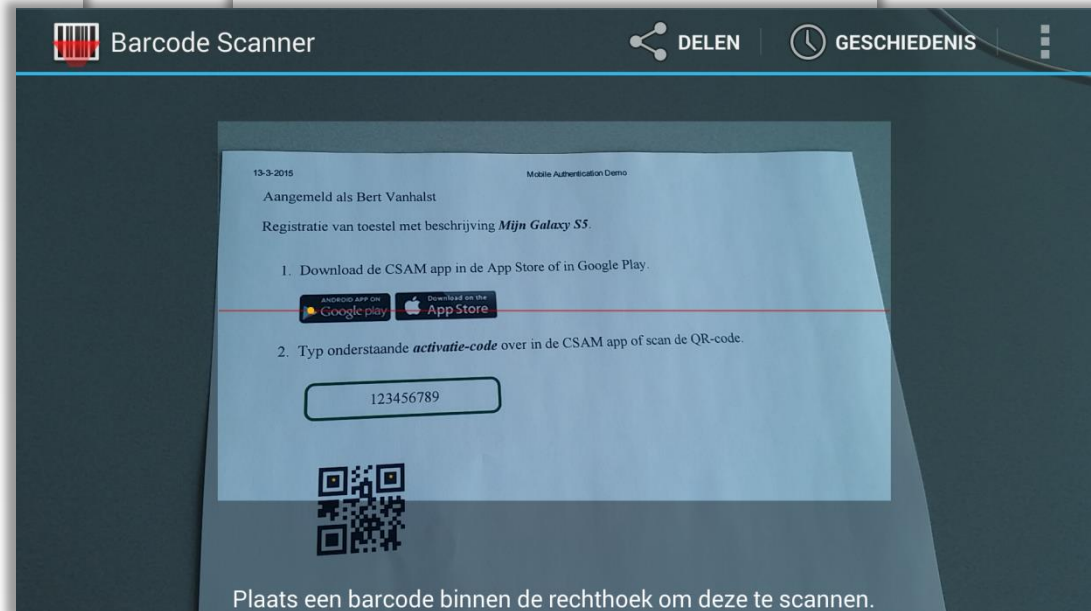 Barcode Scanner
DELEN
GESCHIEDENIS
13-3-2015
Mobile Authentication Demo
Aangemeld als Bert Vanhalst
Registratie van toestel met beschrijving Mijn Galaxy S5.
1. Download de CSAM app in de App Store of in Google Play.
ANDROID APP ON
Google play
Download on the
App Store
2. Typ onderstaande activatie-code over in de CSAM app of scan de QR-code.
123456789
Plaats een barcode binnen de rechthoek om deze te scannen.